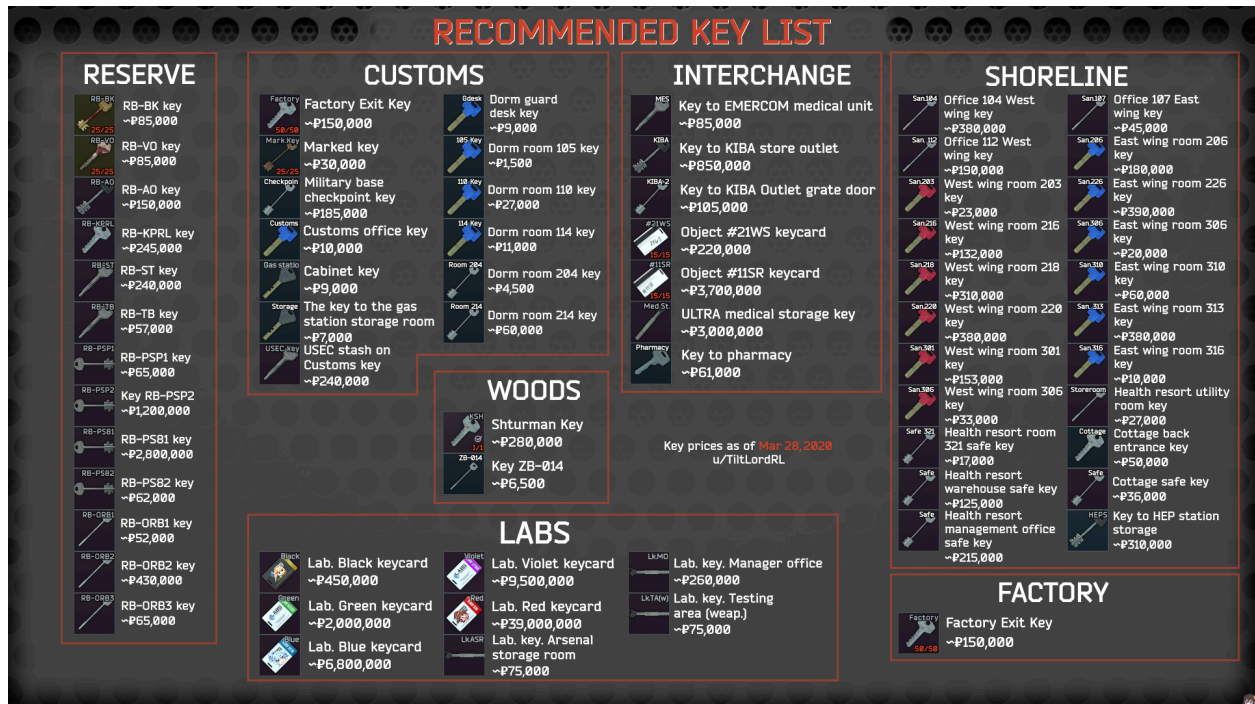 RECOMMENDED KEY LIST
RESERVE
RB-BK
25/25
RB-BK key
~₽85,000
RB-VO
25/25
RB-VO key
~₽85,000
RB-AO
RB-AO key
~₽150,000
RB-KPRL
RB-KPRL key
~₽245,000
RB-ST
RB-ST key
~₽240,000
RB-TB
RB-TB key
~₽57,000
RB-PSP1
RB-PSP1 key
~₽65,000
RB-PSP2
Key RB-PSP2
~₽1,200,000
RB-PS81
RB-PS81 key
~₽2,800,000
RB-PS82
RB-PS82 key
~₽62,000
RB-ORB1
RB-ORB1 key
~₽52,000
RB-ORB2
RB-ORB2 key
~₽430,000
RB-ORB3
RB-ORB3 key
~₽65,000
CUSTOMS
Factory
50/50
Factory Exit Key
~₽150,000
Mark.Key
25/25
Marked key
~₽30,000
Checkpoin
Military base
checkpoint key
~₽185,000
Customs
Customs office key
~₽10,000
Gas statio
Cabinet key
~₽9,000
Storage
The key to the gas
station storage room
~₽7,000
USEC key
USEC stash on
Customs key
~₽240,000
Gdesk
Dorm guard
desk key
~₽9,000
105 Key
Dorm room 105 key
~₽1,500
110 Key
Dorm room 110 key
~₽27,000
114 Key
Dorm room 114 key
~₽11,000
Room 204
Dorm room 204 key
~₽4,500
Room 214
Dorm room 214 key
~₽60,000
INTERCHANGE
MES
Key to EMERCOM medical unit
~₽85,000
KIBA
Key to KIBA store outlet
~₽850,000
KIBA-2
Key to KIBA Outlet grate door
~₽105,000
#21WS
15/15
Object #21WS keycard
~₽220,000
#11SR
15/15
Object #11SR keycard
~₽3,700,000
Med St.
ULTRA medical storage key
~₽3,000,000
Pharmacy
Key to pharmacy
~₽61,000
SHORELINE
San.104
Office 104 West
wing key
~₽380,000
San. 112
Office 112 West
wing key
~₽190,000
San.203
West wing room 203
key
~₽23,000
San.216
West wing room 216
key
~₽132,000
San.218
West wing room 218
key
~₽310,000
San.220
West wing room 220
key
~₽380,000
San.301
West wing room 301
key
~₽153,000
San.306
West wing room 306
key
~₽33,000
Safe 321
Health resort room
321 safe key
~₽17,000
Safe
Health resort
warehouse safe key
~₽125,000
Safe
Health resort
management office
safe key
~₽215,000
San.107
Office 107 East
wing key
~₽45,000
San.206
East wing room 206
key
~₽180,000
San.226
East wing room 226
key
~₽390,000
San.306
East wing room 306
key
~₽20,000
San.310
East wing room 310
key
~₽60,000
San.313
East wing room 313
key
~₽380,000
San.316
East wing room 316
key
~₽10,000
Storeroom
Health resort utility
room key
~₽27,000
Cottage
Cottage back
entrance key
~₽50,000
Safe
Cottage safe key
~₽36,000
HEPS
Key to HEP station
storage
~₽310,000
WOODS
KSH
1/1
Shturman Key
~₽280,000
ZB-014
Key ZB-014
~₽6,500
Key prices as of Mar 28,2020
u/TiltLordRL
LABS
Black
Lab. Black keycard
~₽450,000
Green
Lab. Green keycard
~₽2,000,000
Blue
Lab. Blue keycard
~₽6,800,000
Violet
Lab. Violet keycard
~₽9,500,000
Red
Lab. Red keycard
~₽39,000,000
LkASR
Lab. key. Arsenal
storage room
~₽75,000
Lk.MO
Lab. key. Manager office
~₽260,000
LkTA(w)
Lab. key. Testing
area (weap.)
~₽75,000
FACTORY
Factory
50/50
Factory Exit Key
~₽150,000